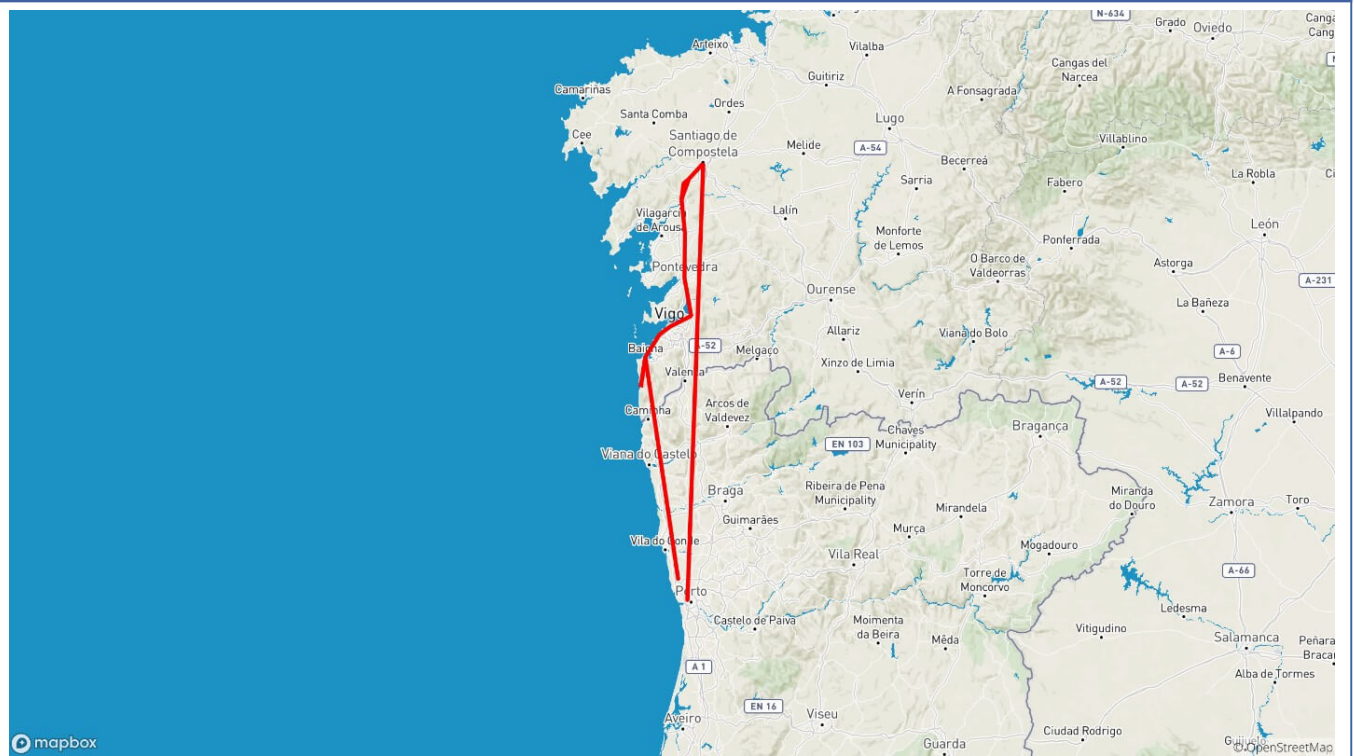 N-634
Grado
Oviedo
Cang
Cang
Arteixo
Vilalba
Guitiriz
Cangas del
Narcea
Camariñas
A Fonsagrada
Santa Comba
Ordes
Cee
Santiago de
Compostela
Lugo
Melide
A-54
Villablino
Becerreá
Sarria
Fabero
La Robla
Vilagarcía
de Arousa
Lalín
León
Monforte
de Lemos
Ponferrada
Pontevedra
O Barco de
Valdeorras
Astorga
A-231
Ourense
La Bañeza
Vigo
Allariz
Viana do Bolo
Baiona
A-52
Melgaço
A-6
Xinzo de Limia
Valença
A-52
A-52
Benavente
Verín
Caminha
Arcos de
Valdevez
Villalpando
Bragança
Chaves
Municipality
EN 103
Viana do Castelo
Braga
Ribeira de Pena
Municipality
Miranda
do Douro
Zamora
Toro
Mirandela
Guimarães
Murça
Vila do Conde
Vila Real
Mogadouro
A-66
Torre de
Moncorvo
Porto
Ledesma
Castelo de Paiva
Moimenta
da Beira
Vitigudino
Mêda
Salamanca
Peñara
Bracar
A 1
Alba de Tormes
EN 16
Viseu
Aveiro
Ciudad Rodrigo
Guarda
Guijuelo
mapbox
© OpenStreetMap